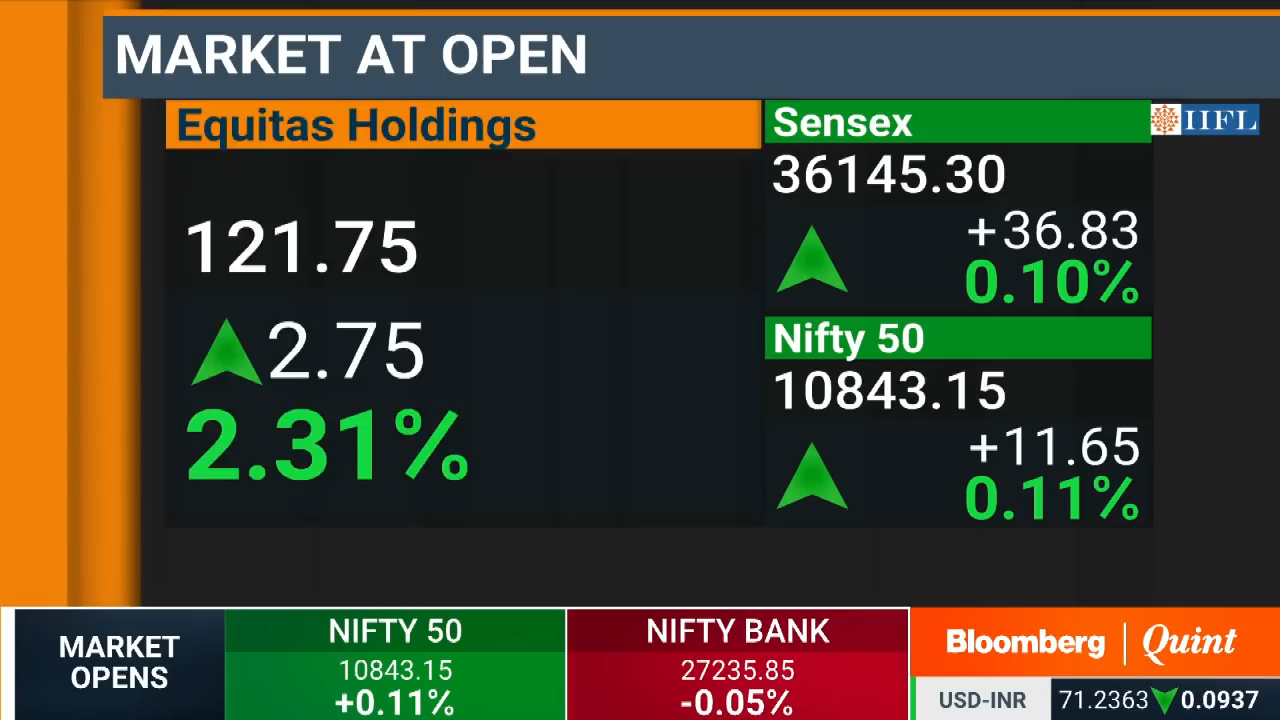 MARKET AT OPEN
Equitas Holdings
121.75
2.75
2.31%
Sensex
36145.30
+36.83
0.10%
Nifty 50
10843.15
+11.65
0.11%
IIFL
MARKET
OPENS
NIFTY 50
10843.15
+0.11%
NIFTY BANK
27235.85
-0.05%
Bloomberg | Quint
USD-INR 71.2363 0.0937